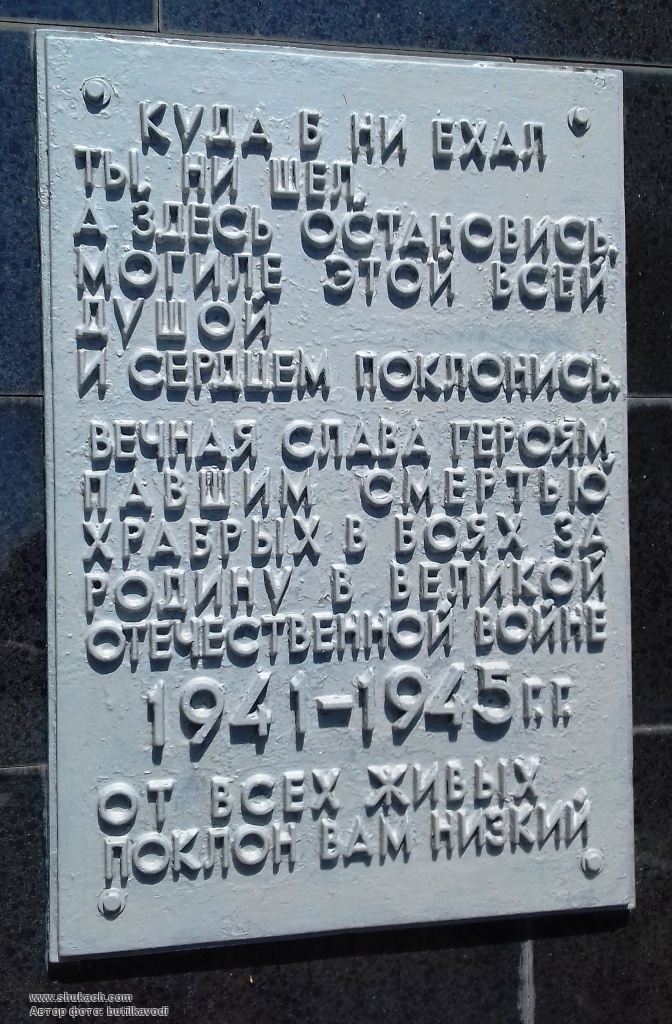 КУДА Б НИ ЕХАЛ
ТЫ, НИ ШЕЛ,
А ЗДЕСЬ ОСТАНОВИСЬ,
МОГИЛЕ ЭТОЙ ВСЕЙ
ДУШОЙ
И СЕРДЦЕМ ПОКЛОНИСЬ.
ВЕЧНАЯ СЛАВА ГЕРОЯМ,
ПАВШИМ СМЕРТЬЮ
ХРАБРЫХ В БОЯХ ЗА
РОДИНУ В ВЕЛИКОЙ
ОТЕЧЕСТВЕННОЙ ВОЙНЕ
1941-1945 г.г.
ОТ ВСЕХ ЖИВЫХ
ПОКЛОН ВАМ НИЗКИЙ
www.shukach.com
Автор фото: butilkavodi